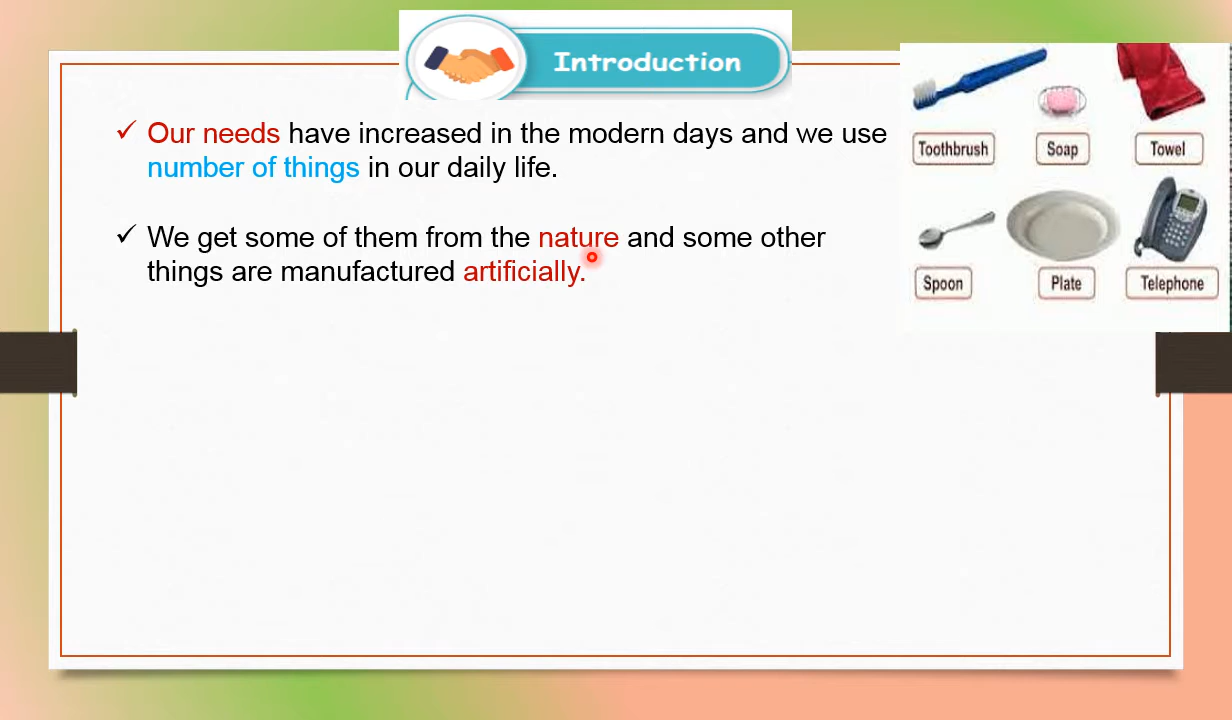 Introduction
✓ Our needs have increased in the modern days and we use
number of things in our daily life.
✓ We get some of them from the nature and some other
things are manufactured artificially.
Toothbrush Soap Towel
Spoon Plate Telephone